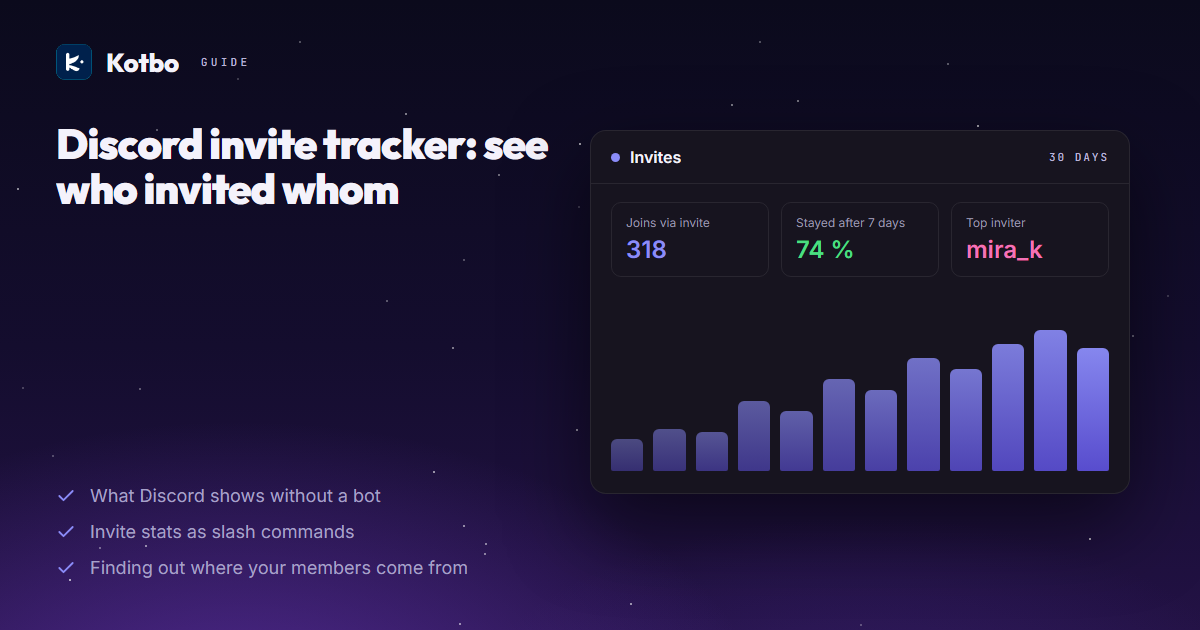 Kotbo
GUIDE
Discord invite tracker: see
who invited whom
What Discord shows without a bot
Invite stats as slash commands
Finding out where your members come from
Invites
30 DAYS
Joins via invite
318
Stayed after 7 days
74 %
Top inviter
mira_k